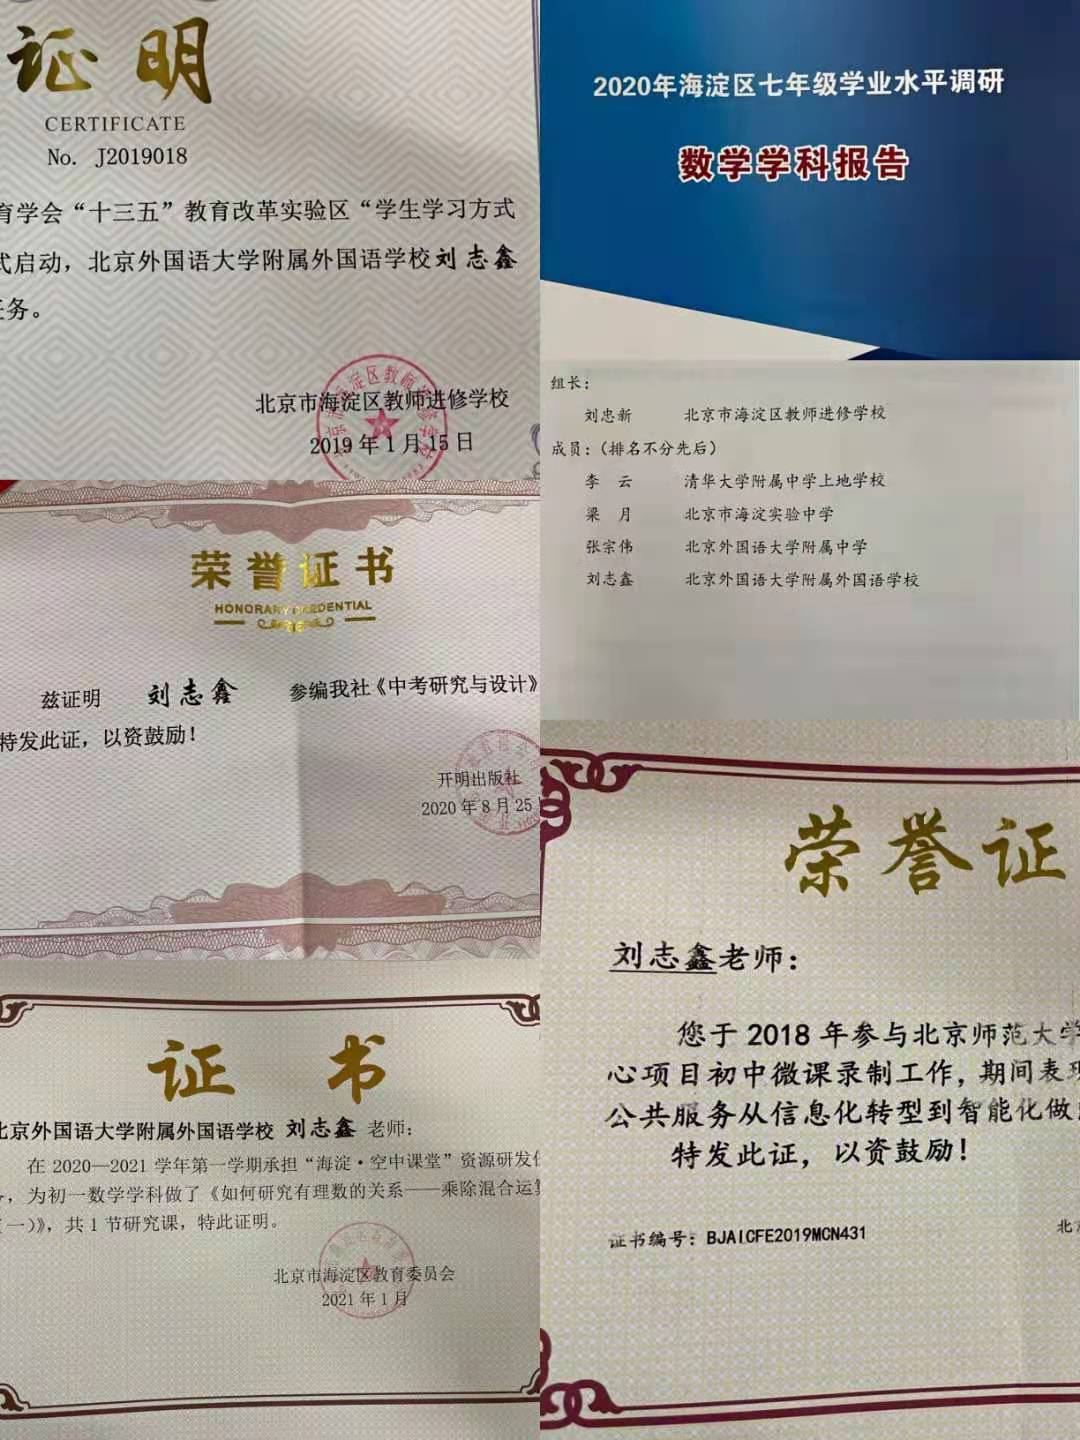 证明
CERTIFICATE
No. J2019018
育学会“十三五”教育改革实验区“学生学习方式
式启动，北京外国语大学附属外国语学校刘志鑫
任务。
北京市海淀区教师进修学校
2019年1月15日
荣誉证书
HONORARY CREDENTIAL
兹证明 刘志鑫 参编我社《中考研究与设计》
特发此证，以资鼓励！
开明出版社
2020年8月25
证 书
北京外国语大学附属外国语学校 刘志鑫 老师：
在2020—2021学年第一学期承担“海淀·空中课堂”资源研发
，为初一数学学科做了《如何研究有理数的关系——乘除混合运算
（一）》，共1节研究课，特此证明。
北京市海淀区教育委员会
2021年1月
2020年海淀区七年级学业水平调研
数学学科报告
组长：
刘忠新 北京市海淀区教师进修学校
成员：（排名不分先后）
李 云 清华大学附属中学上地学校
梁 月 北京市海淀实验中学
张宗伟 北京外国语大学附属中学
刘志鑫 北京外国语大学附属外国语学校
荣誉证
刘志鑫老师：
您于2018年参与北京师范大学
心项目初中微课录制工作，期间表现
公共服务从信息化转型到智能化做
特发此证，以资鼓励！
证书编号：BJAICFE2019MCN431